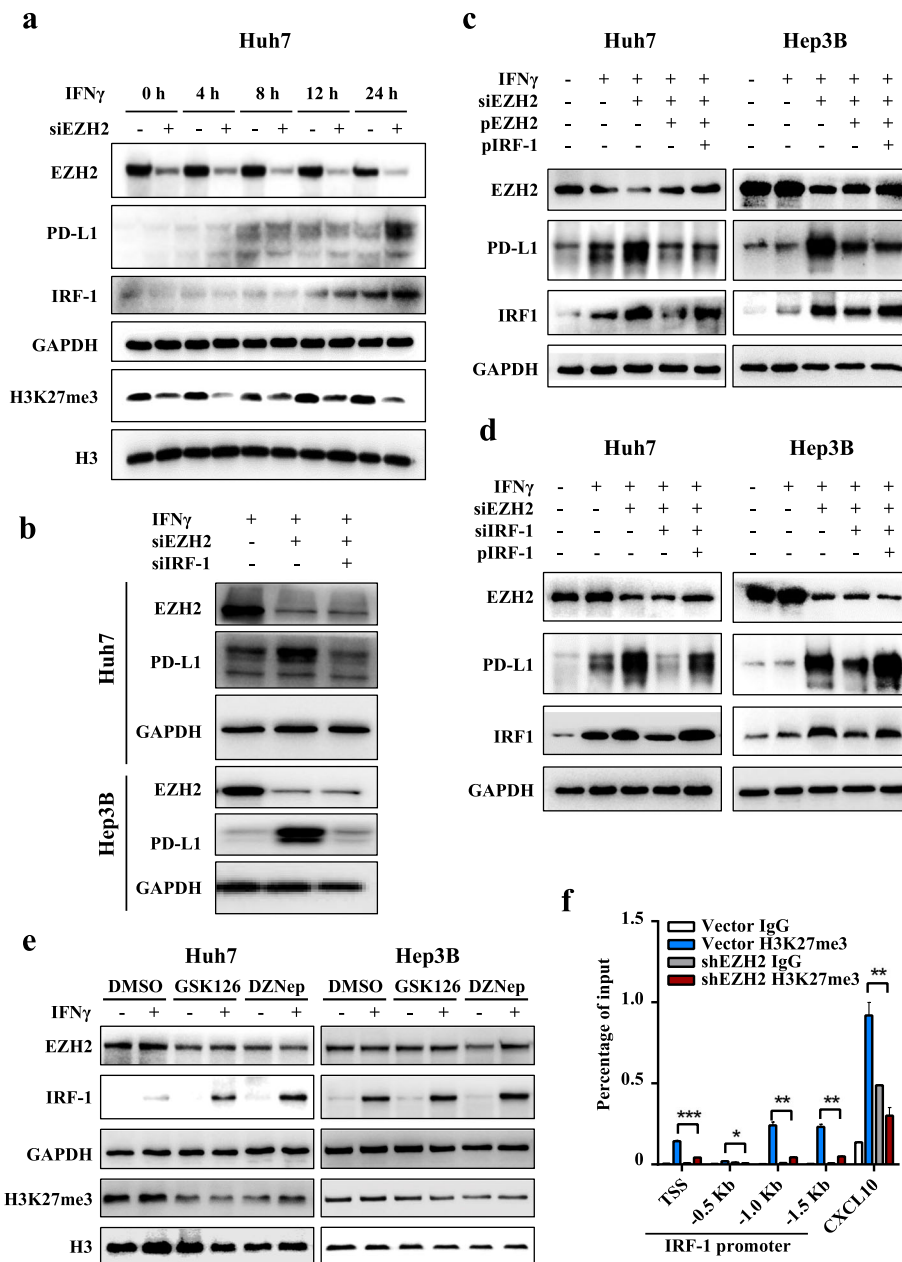 a
Huh7
IFNγ 0 h 4 h 8 h 12 h 24 h
siEZH2 - + - + - + - + - +
EZH2
PD-L1
IRF-1
GAPDH
H3K27me3
H3
b
IFNγ + + +
siEZH2 - + +
siIRF-1 - - +
Huh7
EZH2
PD-L1
GAPDH
Hep3B
EZH2
PD-L1
GAPDH
c
Huh7 Hep3B
IFNγ - + + + + - + + + +
siEZH2 - - + + + - - + + +
pEZH2 - - - + + - - - + +
pIRF-1 - - - - + - - - - +
EZH2
PD-L1
IRF1
GAPDH
d
Huh7 Hep3B
IFNγ - + + + + - + + + +
siEZH2 - - + + + - - + + +
siIRF-1 - - - + + - - - + +
pIRF-1 - - - - + - - - - +
EZH2
PD-L1
IRF1
GAPDH
e
Huh7 Hep3B
DMSO GSK126 DZNep DMSO GSK126 DZNep
IFNγ - + - + - + - + - + - +
EZH2
IRF-1
GAPDH
H3K27me3
H3
f
Percentage of input
1.5
1.0
0.5
0
Vector IgG
Vector H3K27me3
shEZH2 IgG
shEZH2 H3K27me3
*** * ** ** **
TSS -0.5 Kb -1.0 Kb -1.5 Kb CXCL10
IRF-1 promoter